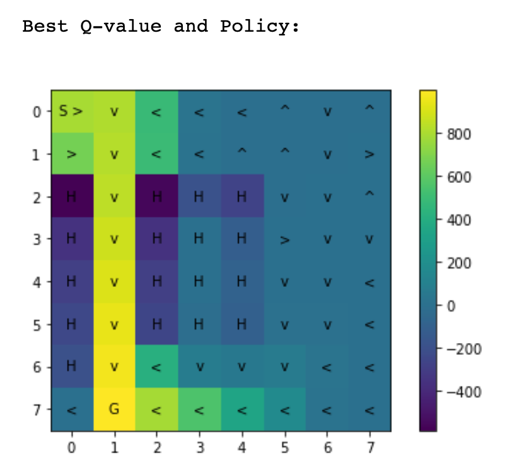 Best Q-value and Policy:
0 S > v < < < ^ v ^
1 > v < < ^ ^ v >
2 H v H H H v v ^
3 H v H H H > v v
4 H v H H H v v <
5 H v H H H v v <
6 H v < v v v < <
7 < G < < < < < <
0 1 2 3 4 5 6 7
800
600
400
200
0
−200
−400